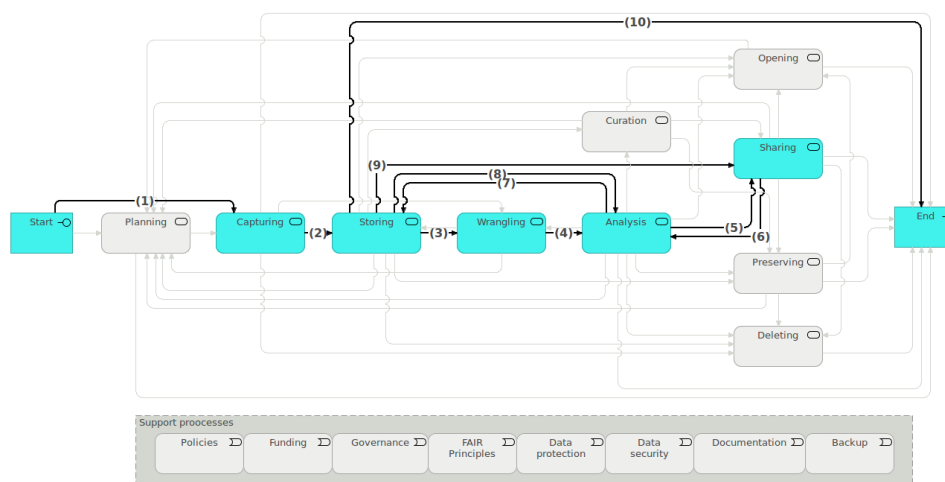 (10)
Opening
Curation
Sharing
(9)
(8)
(7)
(1)
Start
Planning
Capturing
(2)
Storing
(3)
Wrangling
(4)
Analysis
(5)
(6)
End
Preserving
Deleting
Support proocesses
Policies
Funding
Governance
FAIR
Principles
Data
protection
Data
security
Documentation
Backup